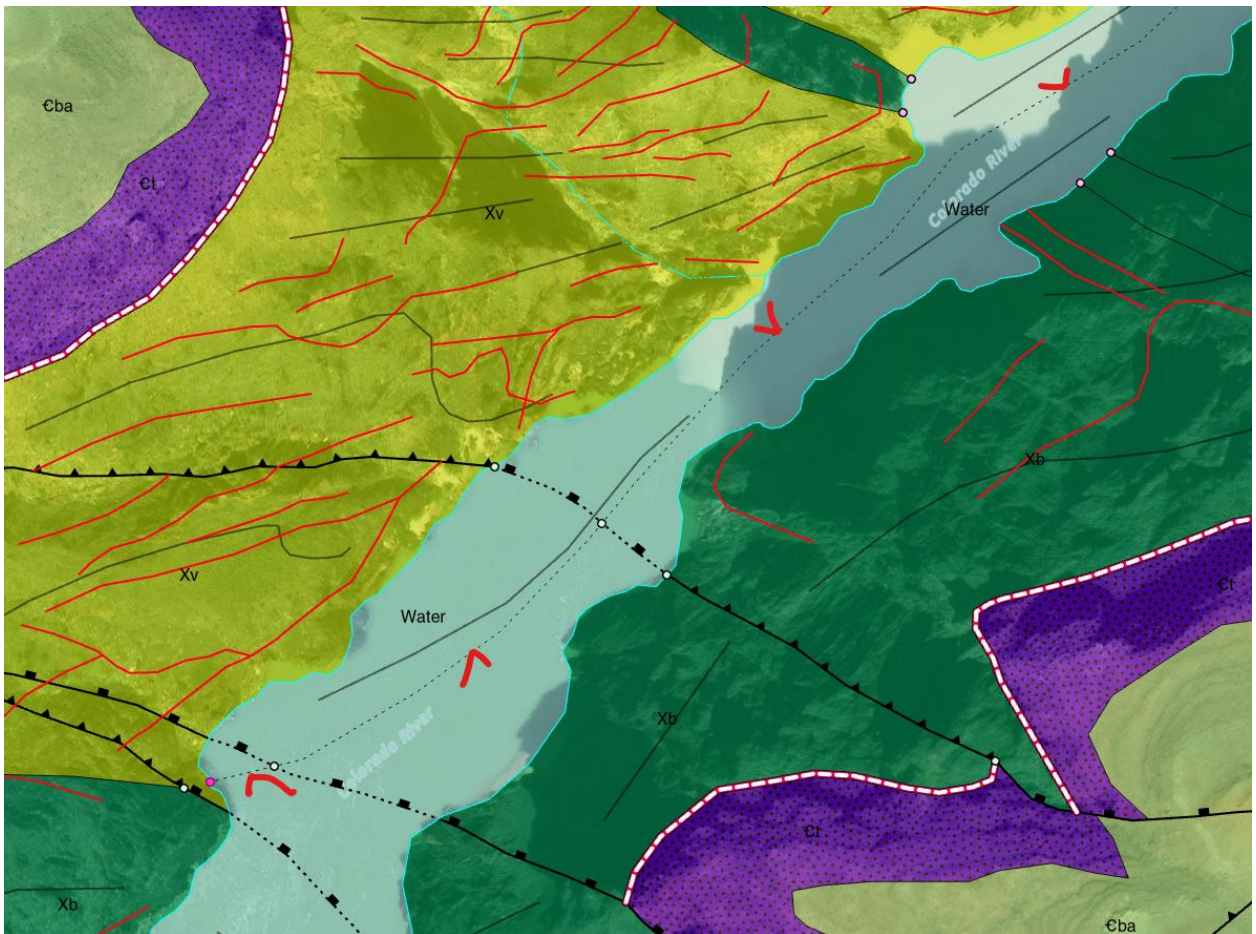 Ꞓba
Ꞓt
Xv
Colorado River
Water
Xb
Xv
Ꞓt
Water
Xb
Colorado River
Ꞓt
Xb
Ꞓba